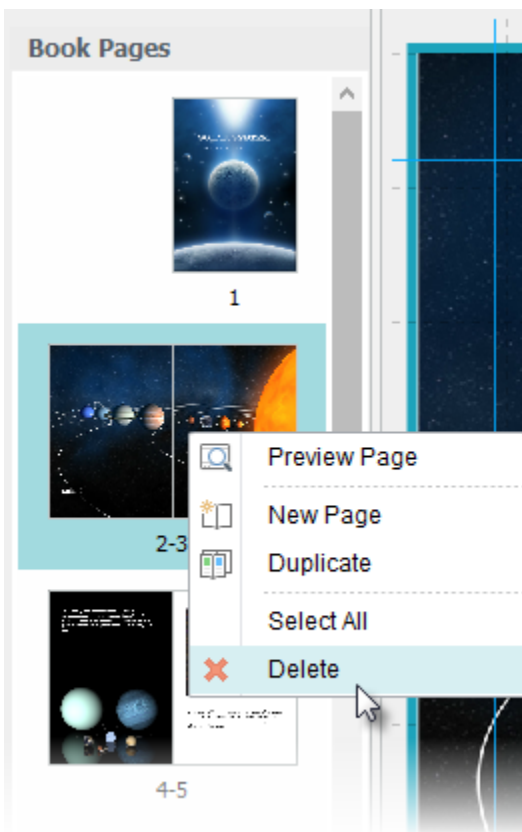 Book Pages
1
2-3
Preview Page
New Page
Duplicate
Select All
Delete
4-5